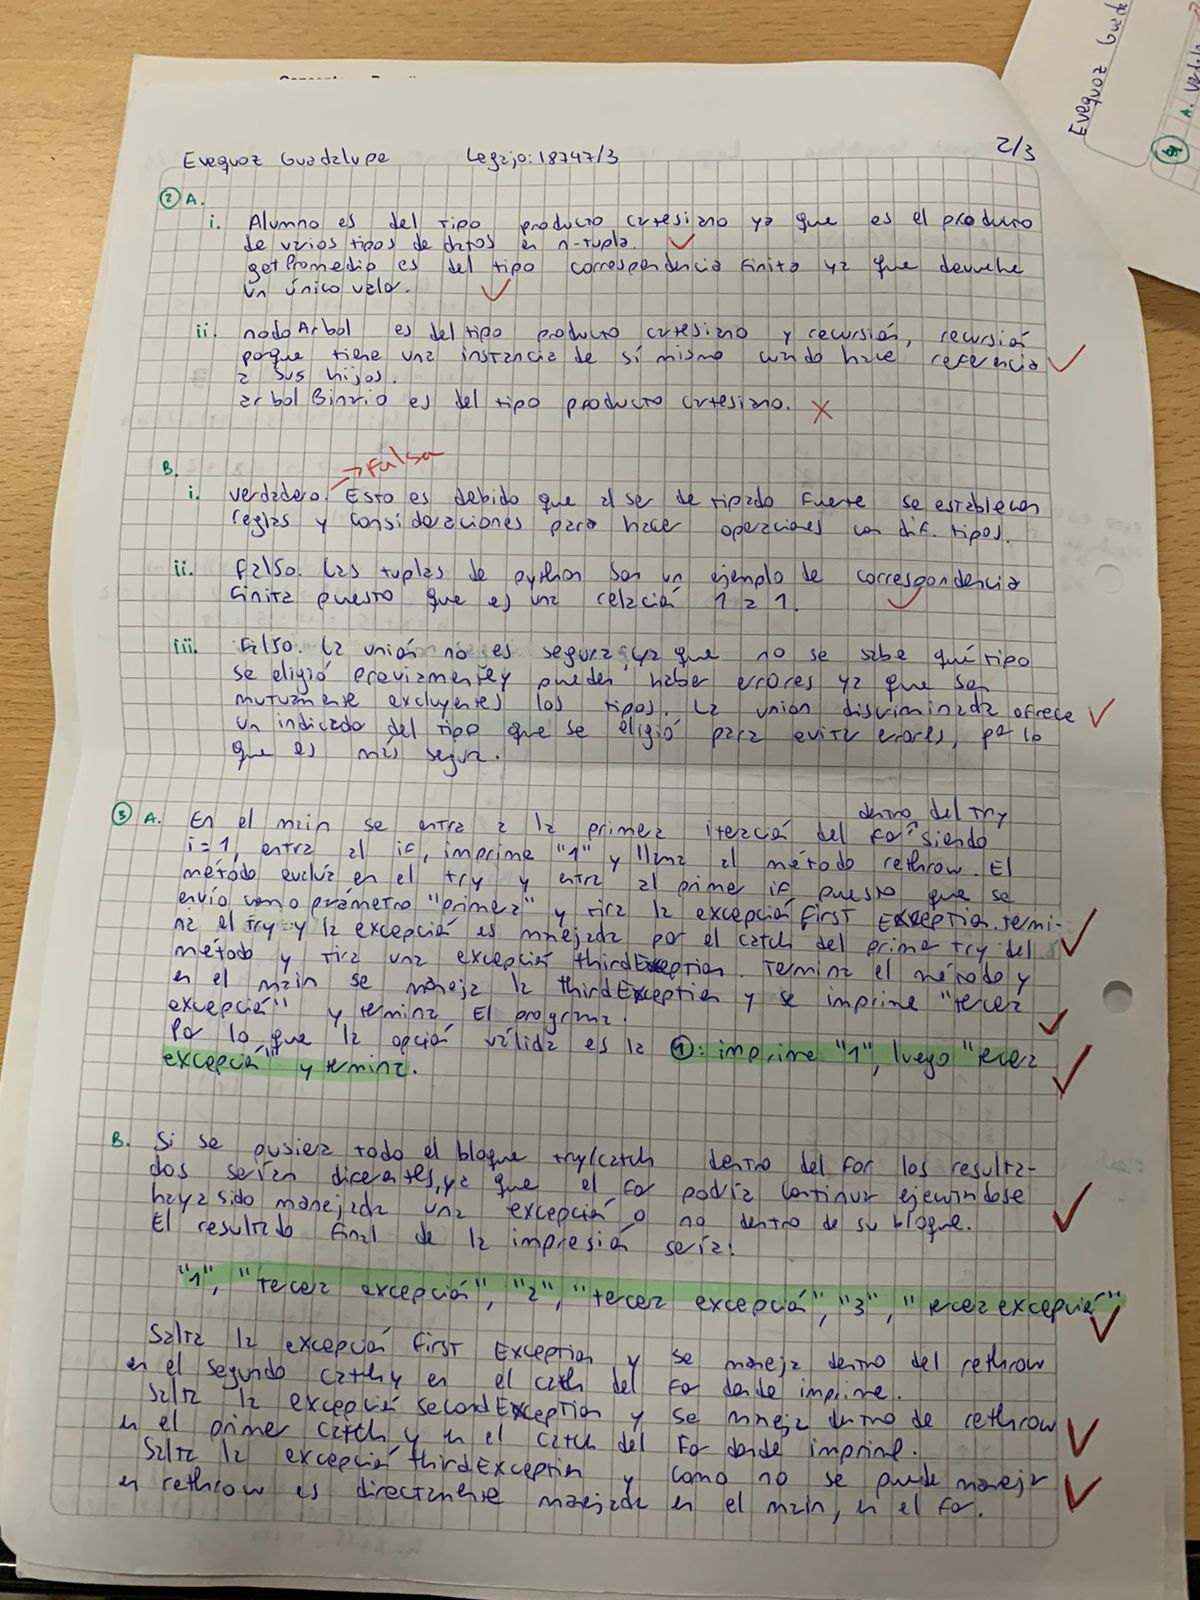 Evequoz Guadalupe Legajo: 18747/3 2/3
Evequoz Guada
② A.
i. Alumno es del tipo producto cartesiano ya que es el producto
de varios tipos de datos en n-tupla.
getPromedio es del tipo correspondencia finita ya que devuelve
un único valor.
ii. nodoArbol es del tipo producto cartesiano y recursión, recursión
porque tiene una instancia de sí mismo cuando hace referencia
a sus hijos.
arbolBinario es del tipo producto cartesiano.
B. → Falso
i. verdadero. Esto es debido que al ser de tipado fuerte se establecen
reglas y consideraciones para hacer operaciones con dif. tipos.
ii. Falso. Las tuplas de python son un ejemplo de correspondencia
finita puesto que es una relación 1 a 1.
iii. Falso. La unión no es segura ya que no se sabe qué tipo
se eligió previamente y pueden haber errores ya que son
mutuamente excluyentes los tipos. La union discriminada ofrece
un indicado del tipo que se eligió para evitar errores, por lo
que es más segura.
dentro del try
③ A. En el main se entra a la primera iteración del for siendo
i=1, entra al if, imprime "1" y llama al método rethrow. El
método evalúa en el try y entra al primer if puesto que se
envío como parámetro "primera" y tira la excepción first Exception. termi-
na el try y la excepción es manejada por el catch del primer try del
método y tira una excepción thirdException. Termina el método y
en el main se maneja la thirdException y se imprime "tercer
excepción" y termina El programa.
Por lo que la opción válida es la ①: imprime "1", luego "tercer
excepción" y termina.
B. Si se pusiera todo el bloque try/catch dentro del for los resulta-
dos serían diferentes, ya que el for podría continuar ejecutándose
haya sido manejada una excepción o no dentro de su bloque.
El resultado final de la impresión sería:
"1", "tercer excepción", "2", "tercer excepción", "3", "tercer excepción"
Salta la excepción first Exception y se maneja dentro del rethrow
en el segundo catch y en el catch del for donde imprime.
Salta la excepción secondException y se maneja dentro de rethrow
en el primer catch y en el catch del for donde imprime.
Salta la excepción thirdException y como no se puede manejar
en rethrow es directamente manejada en el main, en el for.